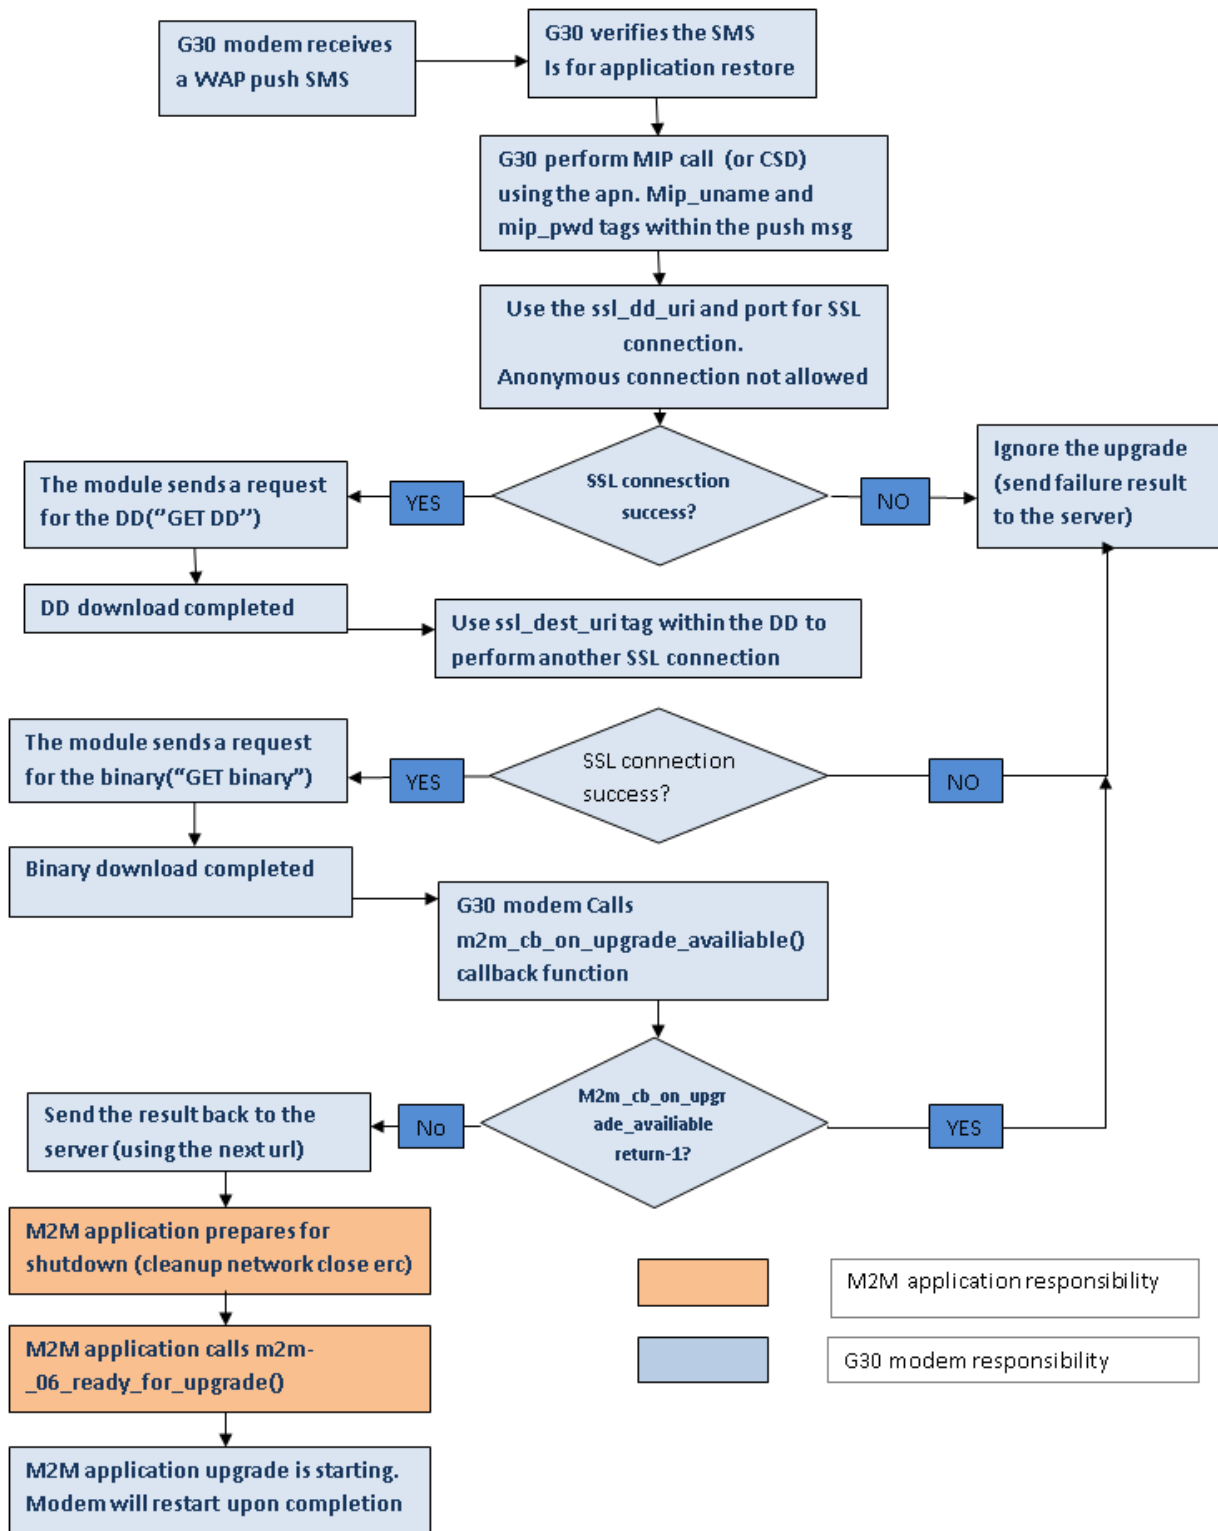 G30 modem receives
a WAP push SMS
G30 verifies the SMS
Is for application restore
G30 perform MIP call (or CSD)
using the apn. Mip_uname and
mip_pwd tags within the push msg
Use the ssl_dd_uri and port for SSL
connection.
Anonymous connection not allowed
SSL connesction
success?
YES
NO
Ignore the upgrade
(send failure result
to the server)
The module sends a request
for the DD(“GET DD”)
DD download completed
Use ssl_dest_uri tag within the DD to
perform another SSL connection
SSL connection
success?
YES
NO
The module sends a request
for the binary(“GET binary”)
Binary download completed
G30 modem Calls
m2m_cb_on_upgrade_availiable()
callback function
M2m_cb_on_upgr
ade_availiable
return-1?
No
YES
Send the result back to the
server (using the next url)
M2M application prepares for
shutdown (cleanup network close erc)
M2M application calls m2m-
_06_ready_for_upgrade()
M2M application upgrade is starting.
Modem will restart upon completion
M2M application responsibility
G30 modem responsibility